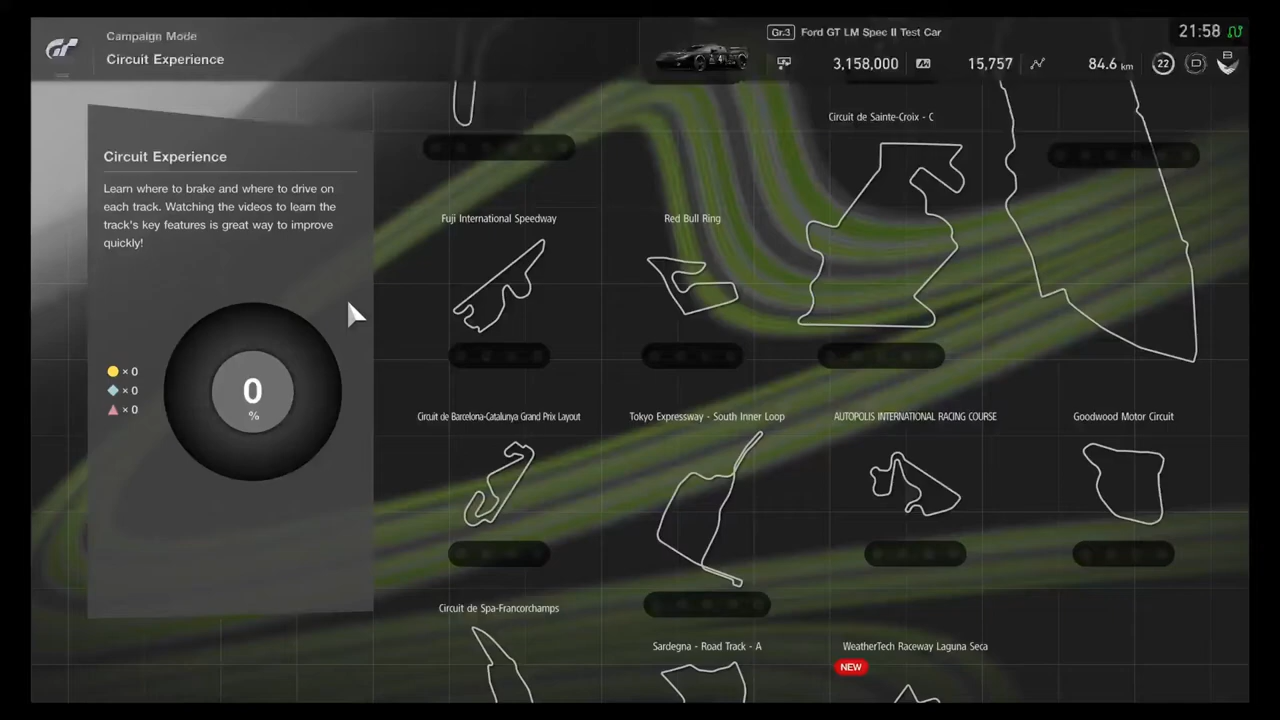 Campaign Mode
Circuit Experience
Gr.3 Ford GT LM Spec II Test Car
21:58
3,158,000
15,757
84.6 km
22
D
B
Circuit Experience
Learn where to brake and where to drive on
each track. Watching the videos to learn the
track's key features is great way to improve
quickly!
× 0
× 0
× 0
0
%
Circuit de Sainte-Croix - C
Fuji International Speedway
Red Bull Ring
Circuit de Barcelona-Catalunya Grand Prix Layout
Tokyo Expressway - South Inner Loop
AUTOPOLIS INTERNATIONAL RACING COURSE
Goodwood Motor Circuit
Circuit de Spa-Francorchamps
Sardegna - Road Track - A
WeatherTech Raceway Laguna Seca
NEW